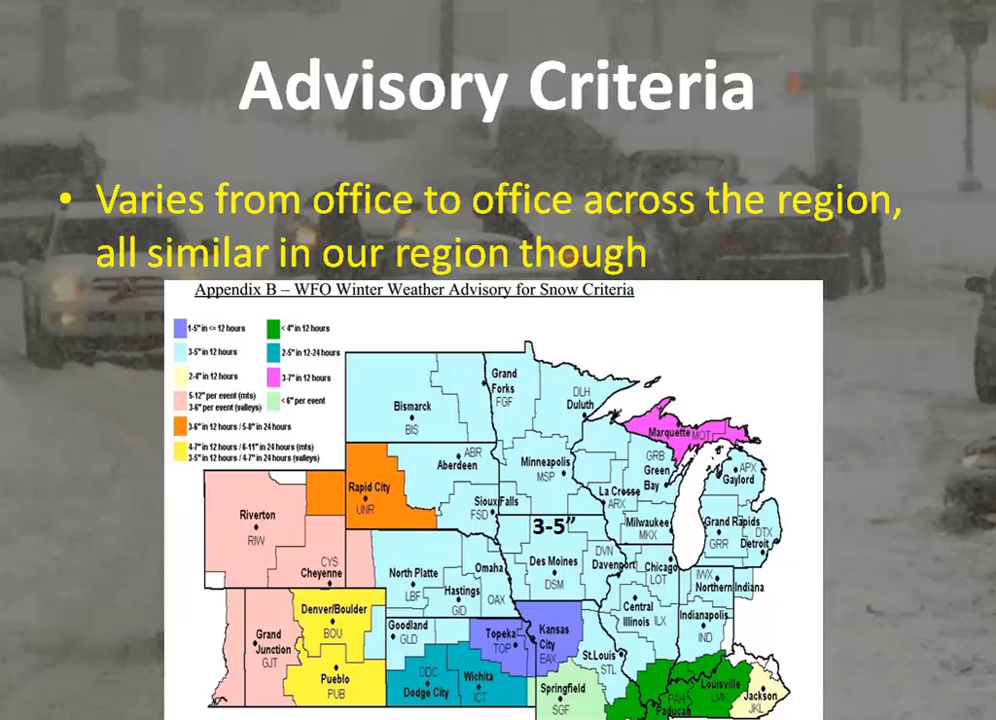 Advisory Criteria
• Varies from office to office across the region,
all similar in our region though
Appendix B – WFO Winter Weather Advisory for Snow Criteria
1-5" in <= 12 hours
< 4" in 12 hours
3-5" in 12 hours
2-5" in 12-24 hours
2-4" in 12 hours
3-7" in 12 hours
5-12" per event (mts)
3-6" per event (valleys)
< 6" per event
3-6" in 12 hours / 5-8" in 24 hours
4-7" in 12 hours / 6-11" in 24 hours (mts)
3-5" in 12 hours / 4-7" in 24 hours (valleys)
Grand
Forks
FGF
Bismarck
BIS
DLH
Duluth
Marquette MQT
ABR
Aberdeen
Minneapolis
MSP
GRB
Green
Bay
APX
Gaylord
Rapid City
UNR
Sioux Falls
FSD
La Crosse
ARX
Riverton
RIW
3-5"
Milwaukee
MKX
Grand Rapids
GRR
DTX
Detroit
CYS
Cheyenne
North Platte
LBF
Omaha
OAX
Hastings
GID
Des Moines
DSM
DVN
Davenport
Chicago
LOT
IWX
Northern Indiana
Denver/Boulder
BOU
Goodland
GLD
Topeka
TOP
Kansas
City
EAX
Central
Illinois ILX
Indianapolis
IND
Grand
Junction
GJT
Pueblo
PUB
DDC
Dodge City
Wichita
ICT
St.Louis
STL
Springfield
SGF
PAH
Paducah
Louisville
LMK
Jackson
JKL